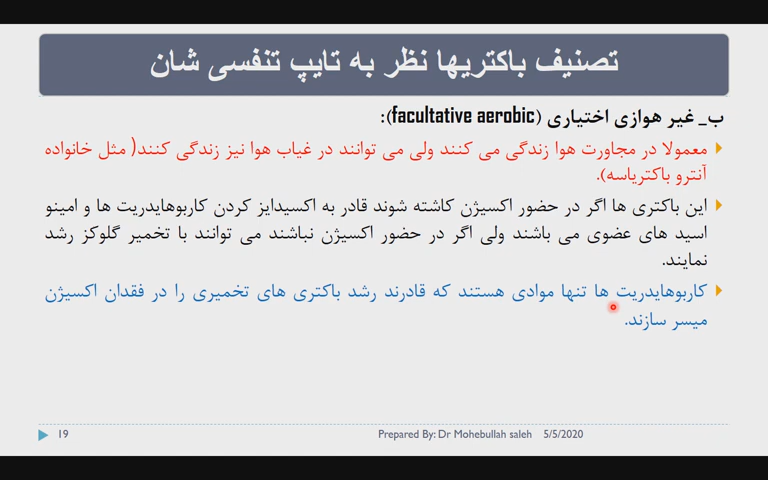 تصنیف باکتریها نظر به تایپ تنفسی شان
ب_ غیر هوازی اختیاری (facultative aerobic):
معمولا در مجاورت هوا زندگی می کنند ولی می توانند در غیاب هوا نیز زندگی کنند( مثل خانواده
آنترو باکتریاسه).
این باکتری ها اگر در حضور اکسیژن کاشته شوند قادر به اکسیدایز کردن کاربوهایدریت ها و امینو
اسید های عضوی می باشند ولی اگر در حضور اکسیژن نباشند می توانند با تخمیر گلوکز رشد
نمایند.
کاربوهایدریت ها تنها موادی هستند که قادرند رشد باکتری های تخمیری را در فقدان اکسیژن
میسر سازند.
19 Prepared By: Dr Mohebullah saleh 5/5/2020